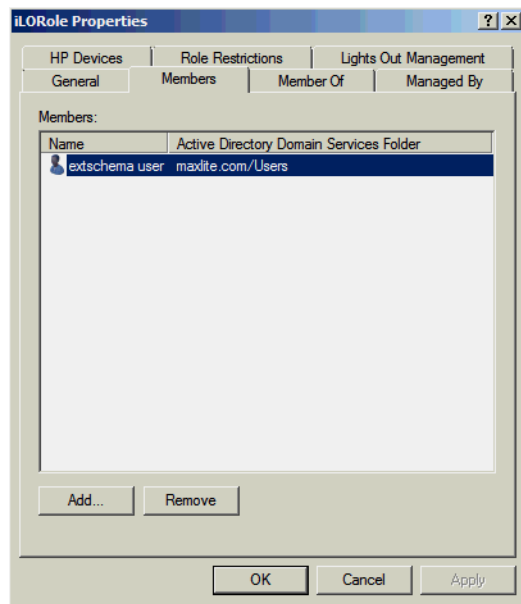 iLORole Properties
HP Devices Role Restrictions Lights Out Management
General Members Member Of Managed By
Members:
Name Active Directory Domain Services Folder
extschema user maxlite.com/Users
Add... Remove
OK Cancel Apply